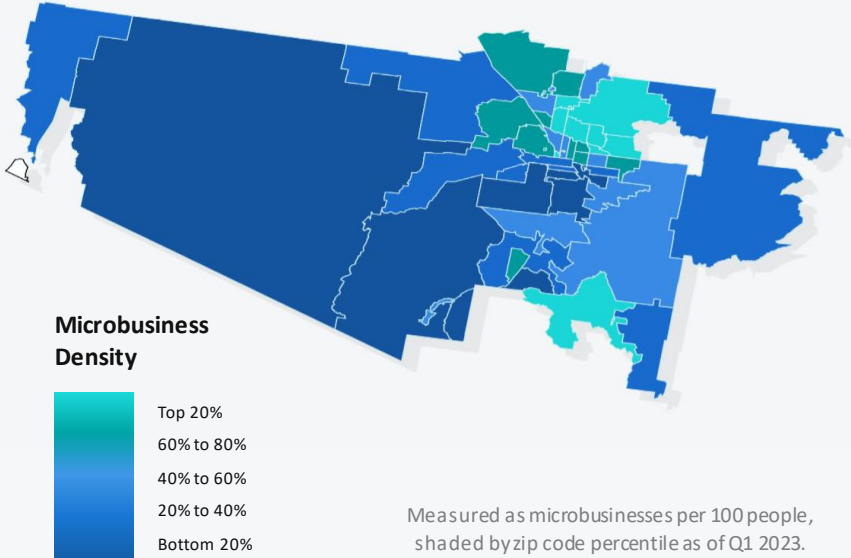 Microbusiness
Density
Top 20%
60% to 80%
40% to 60%
20% to 40%
Bottom 20%
Measured as microbusinesses per 100 people,
shaded by zip code percentile as of Q1 2023.